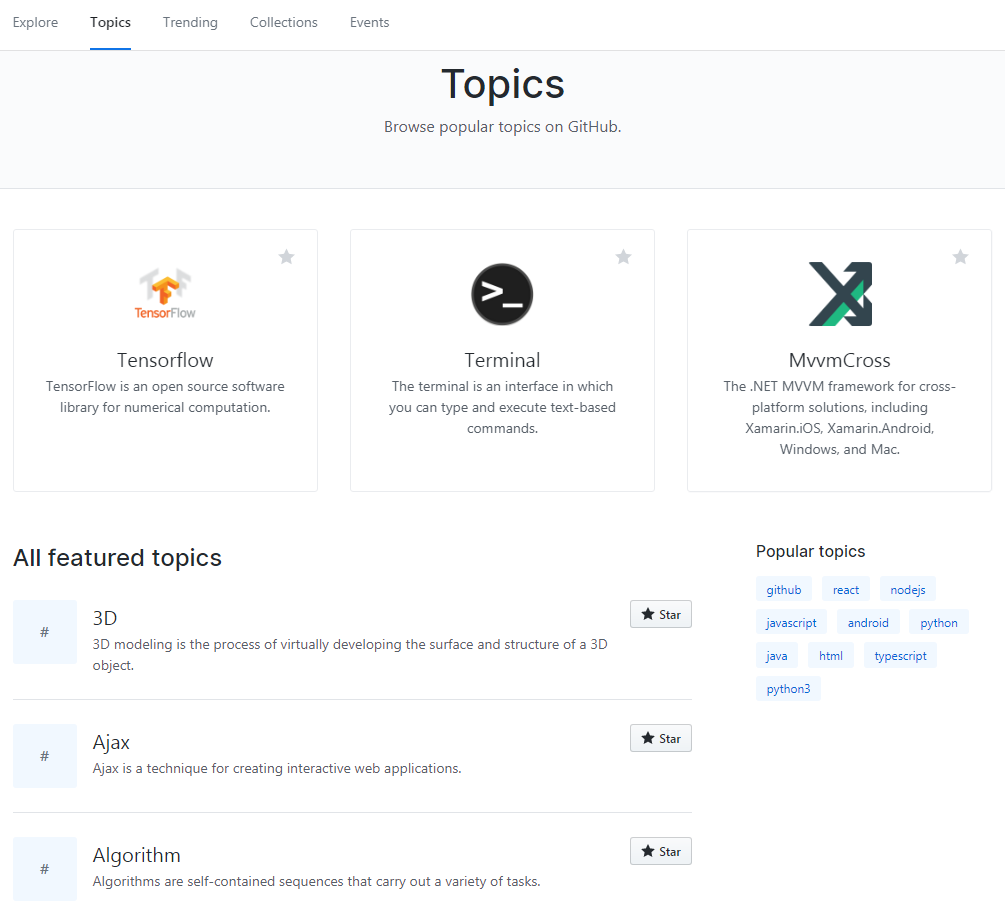 Explore Topics Trending Collections Events
Topics
Browse popular topics on GitHub.
TensorFlow
Tensorflow
TensorFlow is an open source software
library for numerical computation.
>_
Terminal
The terminal is an interface in which
you can type and execute text-based
commands.
MvvmCross
The .NET MVVM framework for cross-
platform solutions, including
Xamarin.iOS, Xamarin.Android,
Windows, and Mac.
All featured topics
#
3D
Star
3D modeling is the process of virtually developing the surface and structure of a 3D
object.
#
Ajax
Star
Ajax is a technique for creating interactive web applications.
#
Algorithm
Star
Algorithms are self-contained sequences that carry out a variety of tasks.
Popular topics
github react nodejs
javascript android python
java html typescript
python3